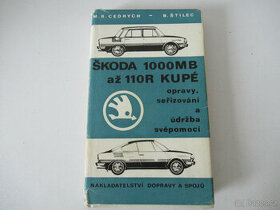 M.R. CEDRYCH - B. ŠTILEC
ŠKODA 1000MB
až 110R KUPÉ
opravy,
seřizování
a
údržba
svépomocí
NAKLADATELSTVÍ DOPRAVY A SPOJŮ